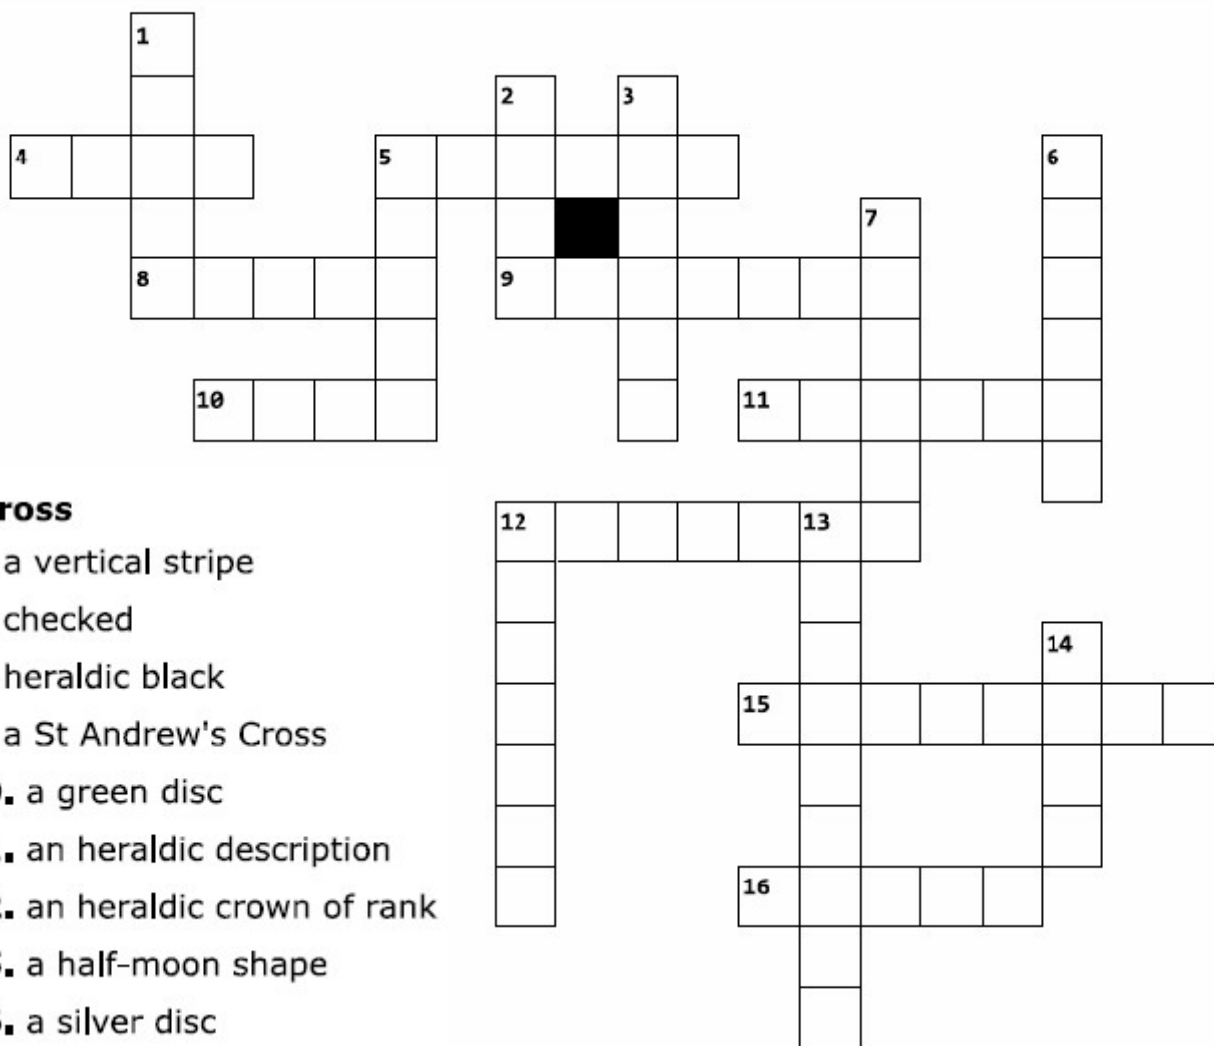 1
2 3
4 5 6
7
8 9
10 11
ross
12 13
a vertical stripe
checked
14
heraldic black
15
a St Andrew's Cross
. a green disc
. an heraldic description
16
. an heraldic crown of rank
. a half-moon shape
. a silver disc